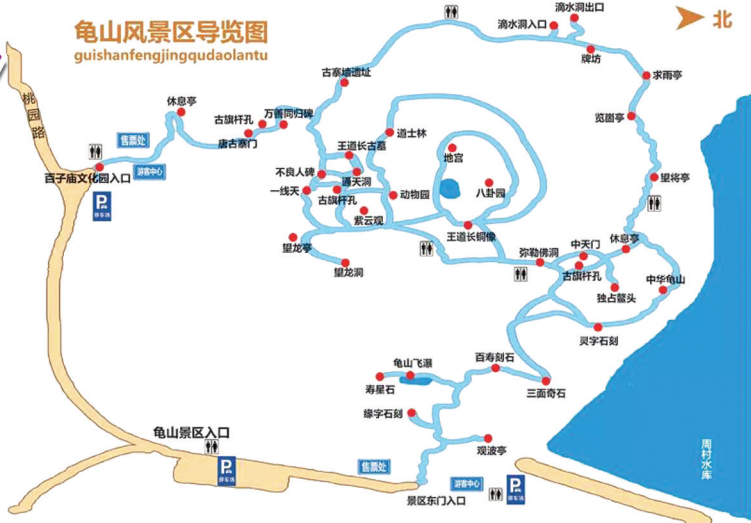 龟山风景区导览图
guishanfengjingqudaolantu
北
滴水洞出口
滴水洞入口
牌坊
古寨墙遗址
求雨亭
桃园路
休息亭
古旗杆孔
万善同归碑
唐古寨门
售票处
游客中心
百子庙文化园入口
P
停车场
道士林
览崮亭
王道长古墓
地宫
不良人碑
通天洞
望将亭
一线天
古旗杆孔
动物园
八卦园
紫云观
王道长铜像
望龙亭
望龙洞
弥勒佛洞
中天门
休息亭
古旗杆孔
独占鳌头
中华龟山
灵字石刻
龟山飞瀑
百寿刻石
寿星石
三面奇石
缘字石刻
龟山景区入口
观波亭
周村水库
P
停车场
售票处
游客中心
景区东门入口
P
停车场